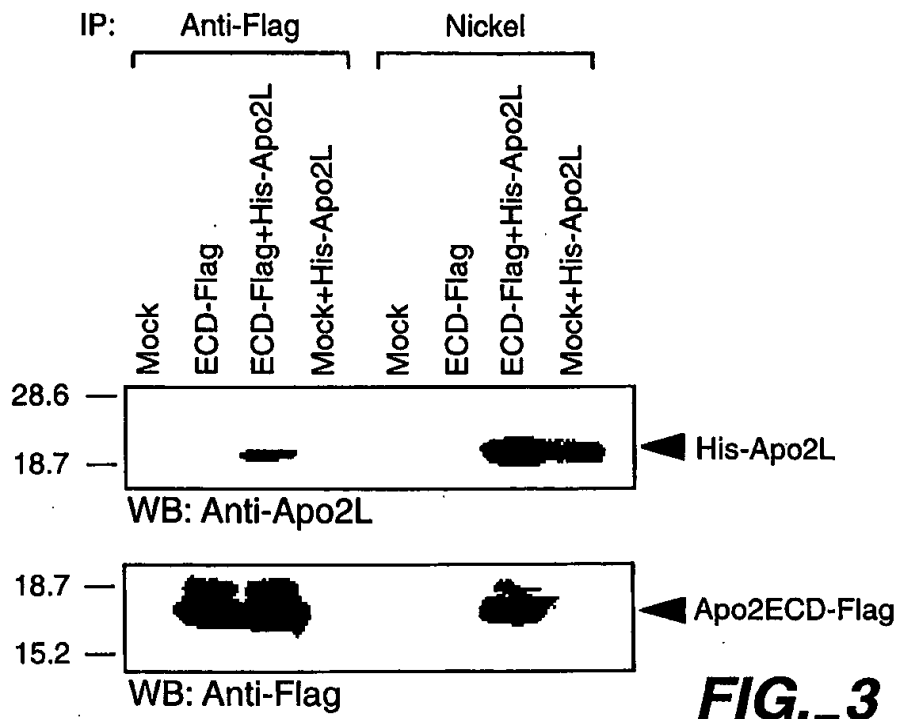 IP: Anti-Flag Nickel
Mock
ECD-Flag
ECD-Flag+His-Apo2L
Mock+His-Apo2L
Mock
ECD-Flag
ECD-Flag+His-Apo2L
Mock+His-Apo2L
28.6
18.7
His-Apo2L
WB: Anti-Apo2L
18.7
15.2
Apo2ECD-Flag
WB: Anti-Flag
FIG._3